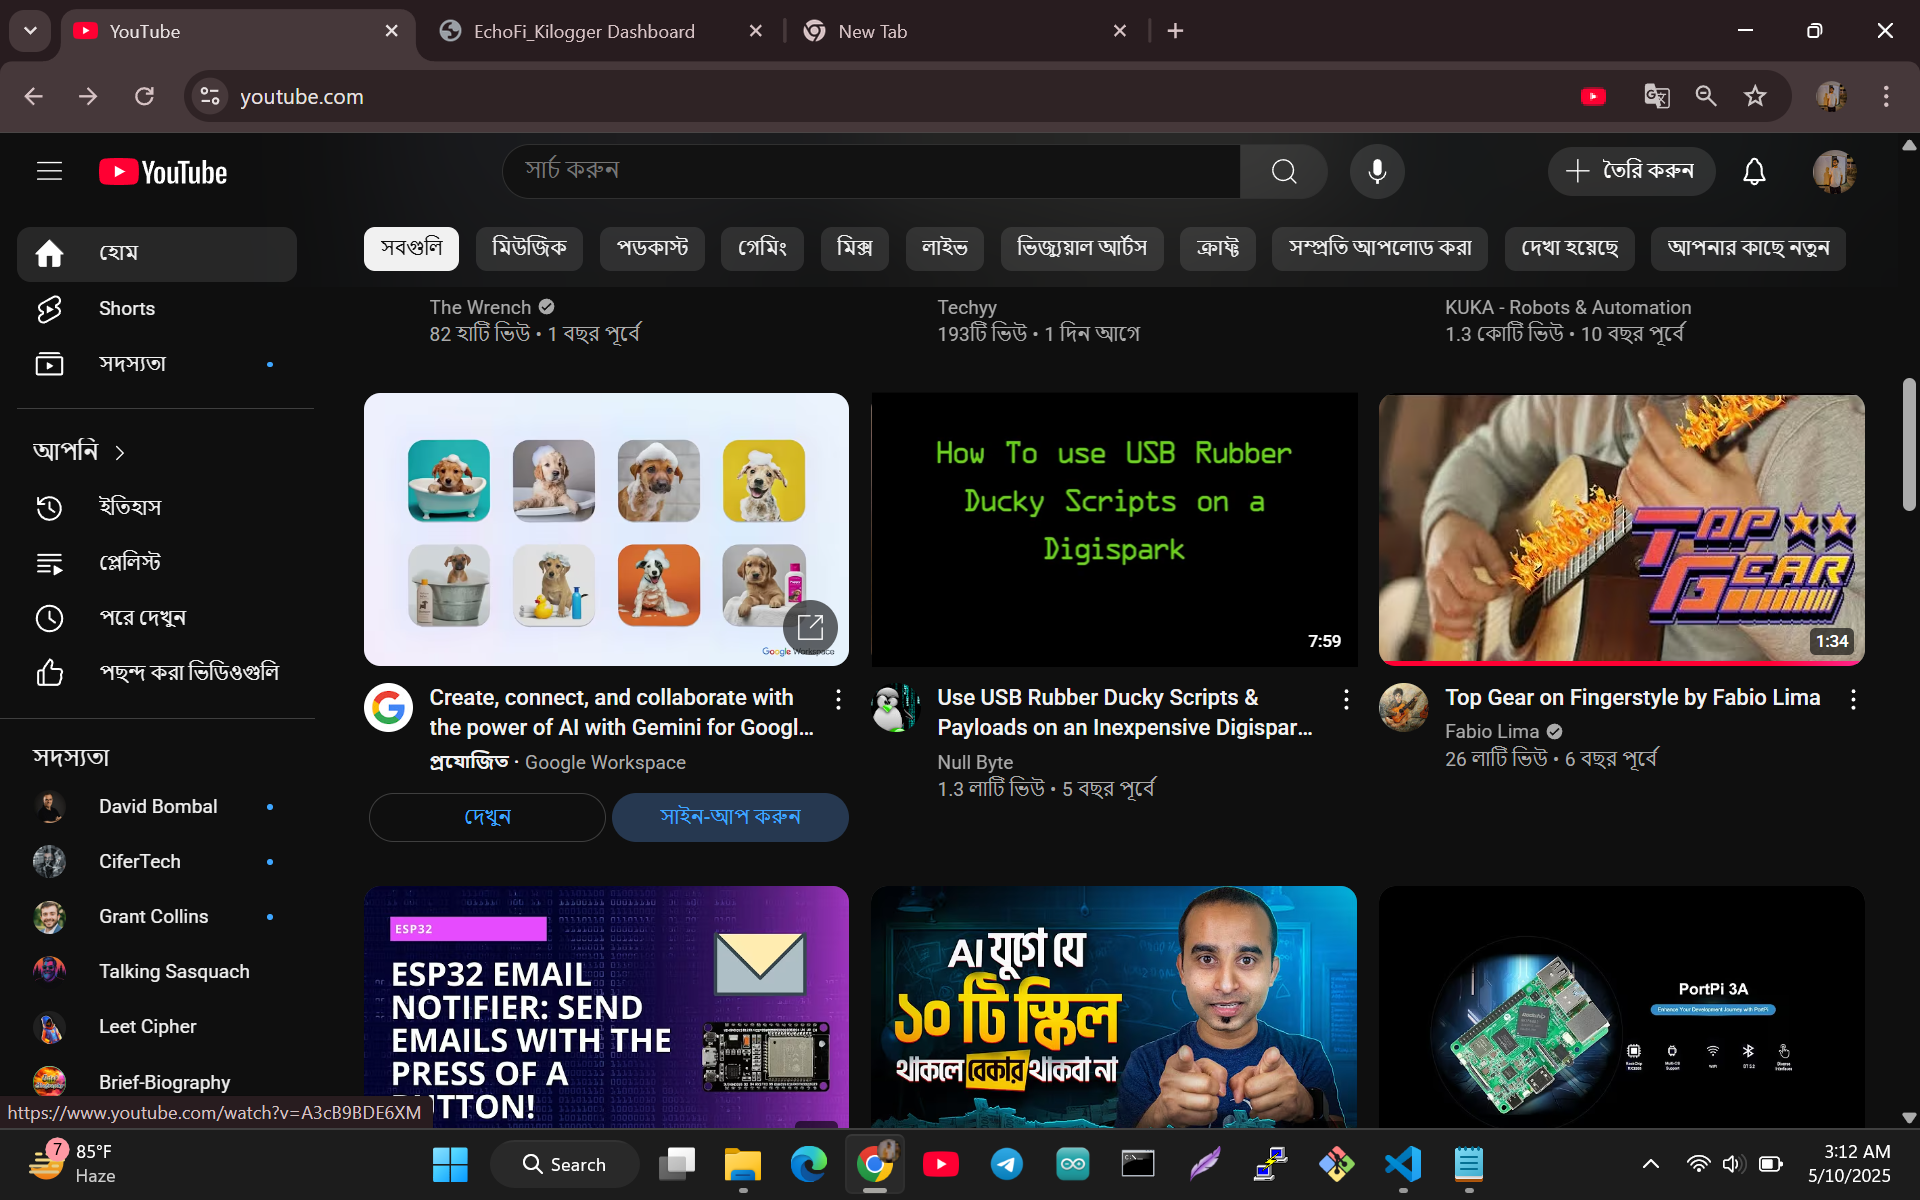 YouTube
EchoFi_Kilogger Dashboard
New Tab
youtube.com
YouTube
সার্চ করুন
তৈরি করুন
হোম
Shorts
সদস্যতা
আপনি
ইতিহাস
প্লেলিস্ট
পরে দেখুন
পছন্দ করা ভিডিওগুলি
সদস্যতা
David Bombal
CiferTech
Grant Collins
Talking Sasquach
Leet Cipher
Brief-Biography
সবগুলি
মিউজিক
পডকাস্ট
গেমিং
মিক্স
লাইভ
ভিজ্যুয়াল আর্টস
ক্রাফ্ট
সম্প্রতি আপলোড করা
দেখা হয়েছে
আপনার কাছে নতুন
The Wrench
82 হাটি ভিউ • 1 বছর পূর্বে
Techyy
193টি ভিউ • 1 দিন আগে
KUKA - Robots & Automation
1.3 কোটি ভিউ • 10 বছর পূর্বে
Google Workspace
Create, connect, and collaborate with
the power of AI with Gemini for Googl...
প্রযোজিত · Google Workspace
দেখুন
সাইন-আপ করুন
How To use USB Rubber
Ducky Scripts on a
Digispark
7:59
Use USB Rubber Ducky Scripts &
Payloads on an Inexpensive Digispar...
Null Byte
1.3 লাটি ভিউ • 5 বছর পূর্বে
TOP
GEAR
1:34
Top Gear on Fingerstyle by Fabio Lima
Fabio Lima
26 লাটি ভিউ • 6 বছর পূর্বে
ESP32
ESP32 EMAIL
NOTIFIER: SEND
EMAILS WITH THE
PRESS OF A
UTTON!
AI যুগে যে
১০ টি স্কিল
থাকলে বেকার থাকবা না
PortPi 3A
Enhance Your Development Journey with PortPi
https://www.youtube.com/watch?v=A3cB9BDE6XM
7
85°F
Haze
Search
3:12 AM
5/10/2025